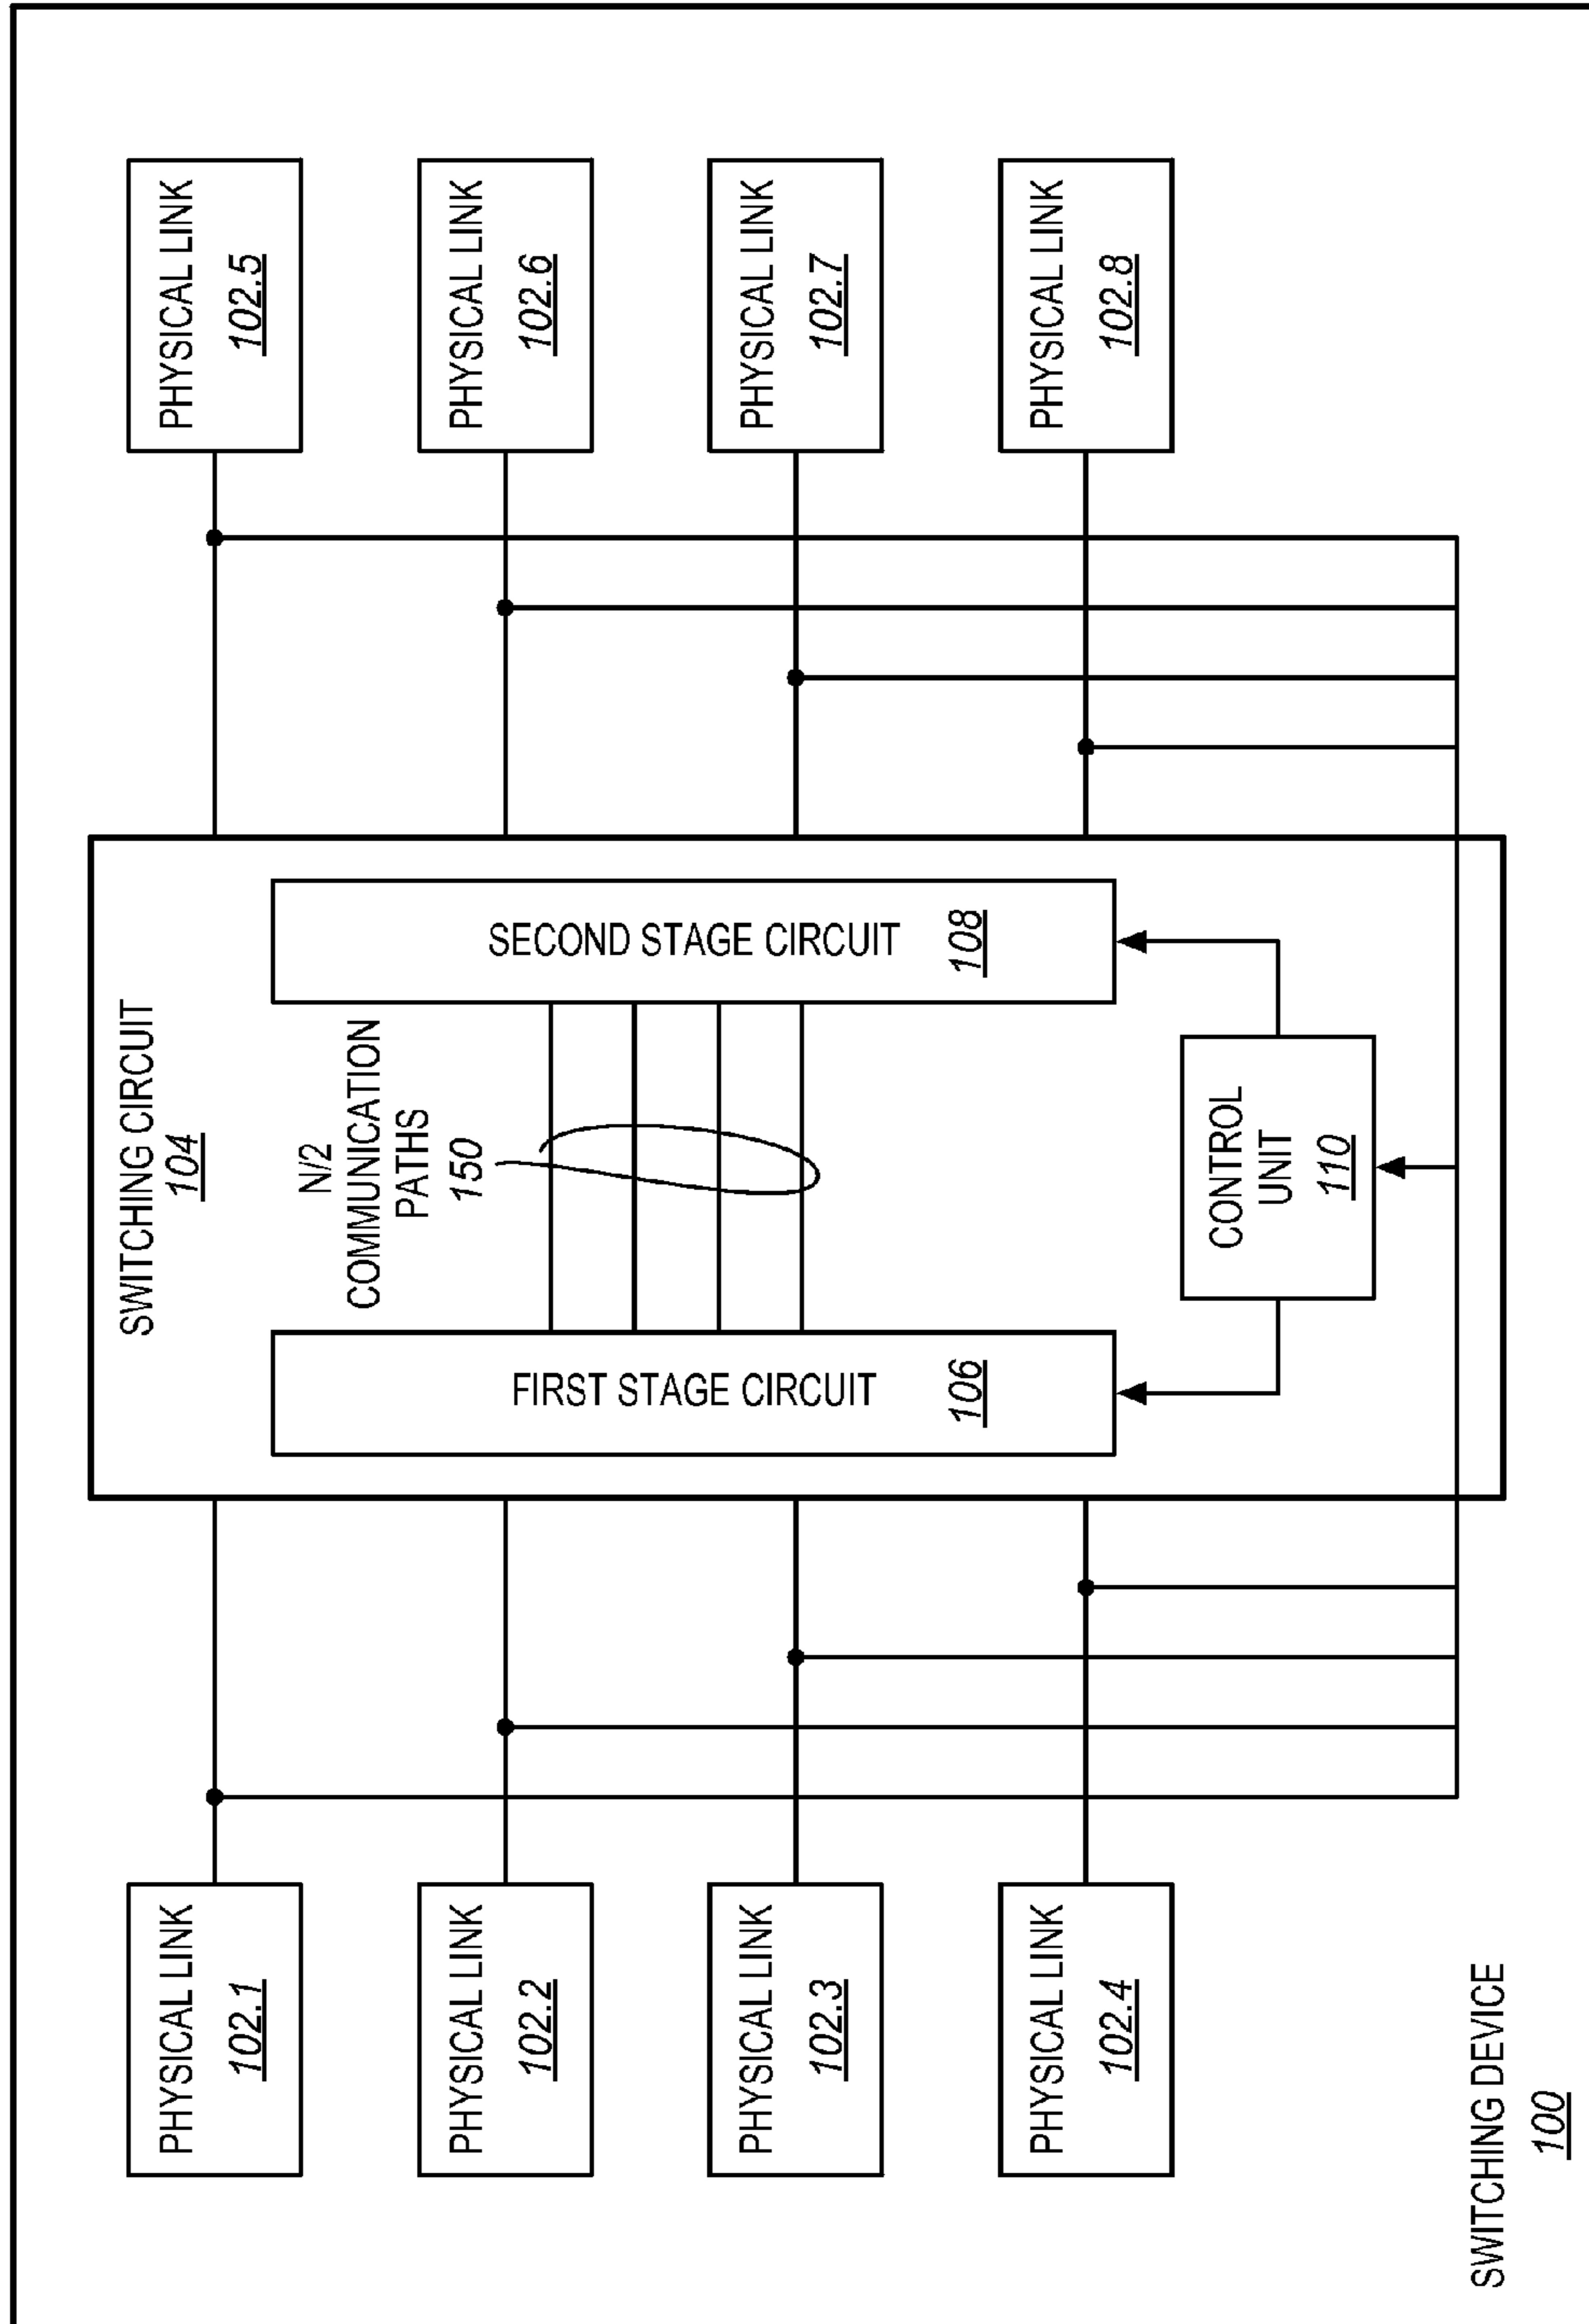 PHYSICAL LINK
102.1
PHYSICAL LINK
102.2
PHYSICAL LINK
102.3
PHYSICAL LINK
102.4
SWITCHING CIRCUIT
104
N/2
COMMUNICATION
PATHS
150
FIRST STAGE CIRCUIT
106
SECOND STAGE CIRCUIT
108
CONTROL
UNIT
110
PHYSICAL LINK
102.5
PHYSICAL LINK
102.6
PHYSICAL LINK
102.7
PHYSICAL LINK
102.8
SWITCHING DEVICE
100